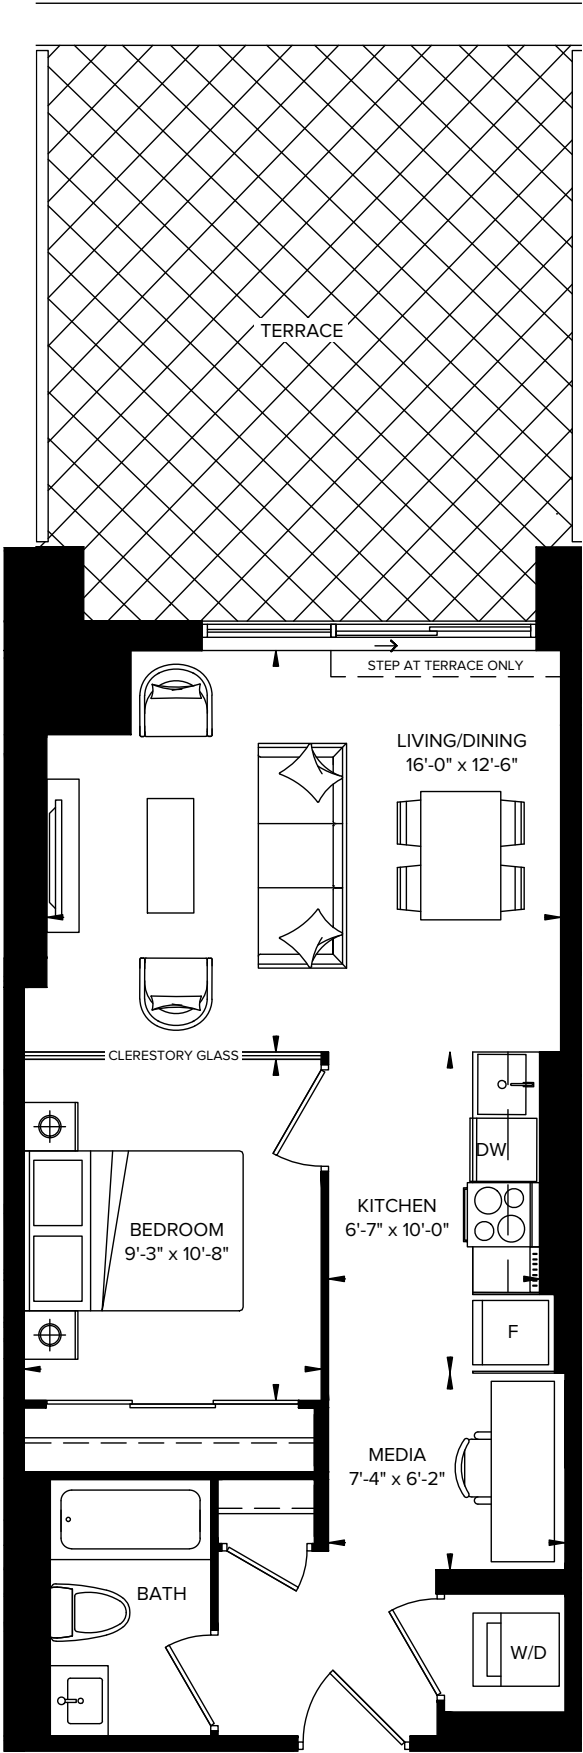 TERRACE
STEP AT TERRACE ONLY
LIVING/DINING
16'-0" x 12'-6"
CLERESTORY GLASS
DW
KITCHEN
6'-7" x 10'-0"
BEDROOM
9'-3" x 10'-8"
F
MEDIA
7'-4" x 6'-2"
BATH
W/D